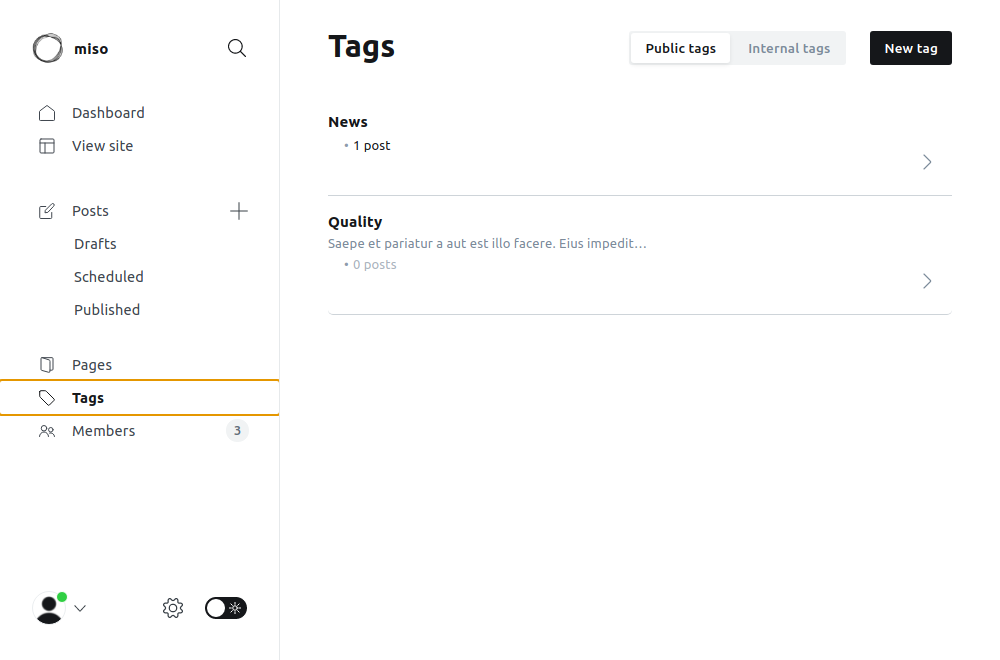 miso
Dashboard
View site
Posts
Drafts
Scheduled
Published
Pages
Tags
Members 3
Tags
Public tags Internal tags New tag
News
• 1 post
Quality
Saepe et pariatur a aut est illo facere. Eius impedit…
• 0 posts